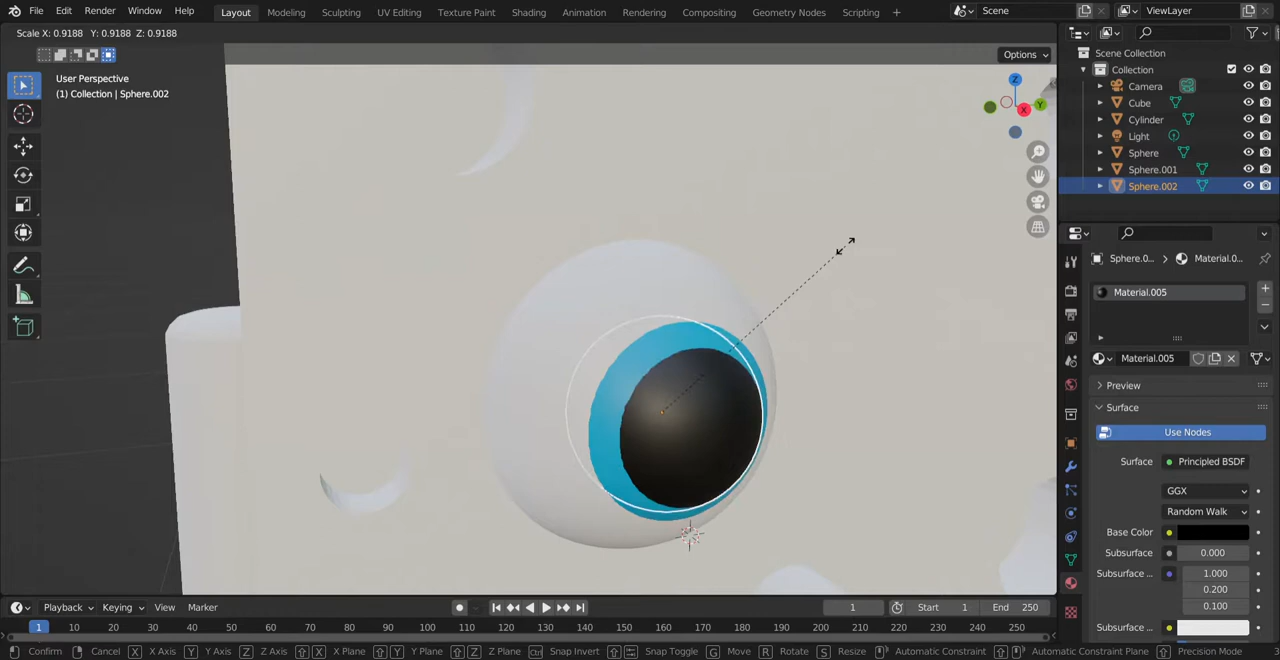 File Edit Render Window Help Layout Modeling Sculpting UV Editing Texture Paint Shading Animation Rendering Compositing Geometry Nodes Scripting + Scene ViewLayer
Scale X: 0.9188 Y: 0.9188 Z: 0.9188
Options
User Perspective
(1) Collection | Sphere.002
Z
Y
X
Scene Collection
Collection
Camera
Cube
Cylinder
Light
Sphere
Sphere.001
Sphere.002
Sphere.0... > Material.0...
Material.005
Material.005
Preview
Surface
Use Nodes
Surface Principled BSDF
GGX
Random Walk
Base Color
Subsurface 0.000
Subsurface ... 1.000
0.200
0.100
Subsurface ...
Playback Keying View Marker 1 Start 1 End 250
1 10 20 30 40 50 60 70 80 90 100 110 120 130 140 150 160 170 180 190 200 210 220 230 240 250
Confirm Cancel X X Axis Y Y Axis Z Z Axis X X Plane Y Y Plane Z Z Plane Ctrl Snap Invert Snap Toggle G Move R Rotate S Resize Automatic Constraint Automatic Constraint Plane Precision Mode